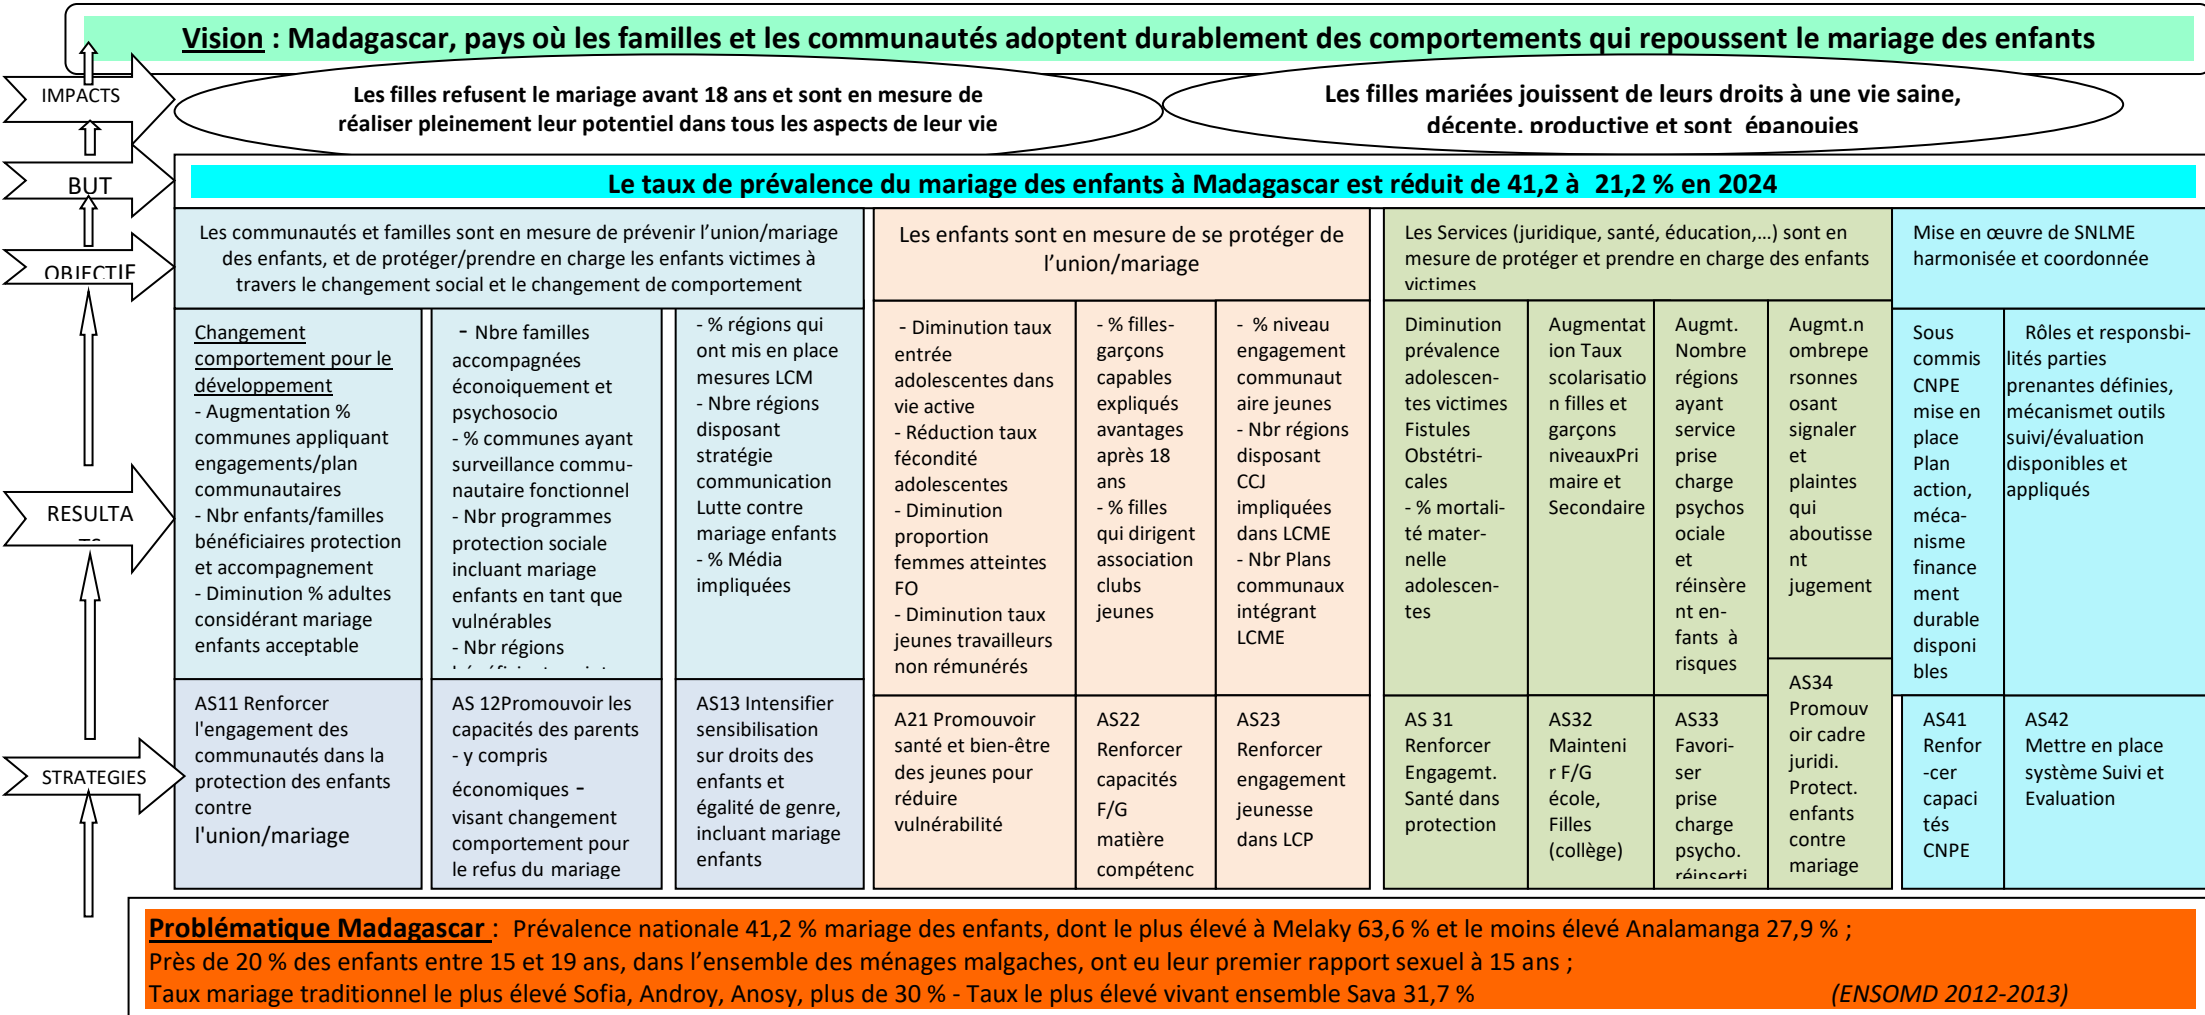 Vision : Madagascar, pays où les familles et les communautés adoptent durablement des comportements qui repoussent le mariage des enfants
IMPACTS
Les filles refusent le mariage avant 18 ans et sont en mesure de
réaliser pleinement leur potentiel dans tous les aspects de leur vie
Les filles mariées jouissent de leurs droits à une vie saine,
décente, productive et sont épanouies
BUT
Le taux de prévalence du mariage des enfants à Madagascar est réduit de 41,2 à 21,2 % en 2024
OBJECTIF
Les communautés et familles sont en mesure de prévenir l’union/mariage
des enfants, et de protéger/prendre en charge les enfants victimes à
travers le changement social et le changement de comportement
Les enfants sont en mesure de se protéger de
l’union/mariage
Les Services (juridique, santé, éducation,...) sont en
mesure de protéger et prendre en charge des enfants
victimes
Mise en œuvre de SNLME
harmonisée et coordonnée
RESULTA
TS
Changement
comportement pour le
développement
- Augmentation %
communes appliquant
engagements/plan
communautaires
- Nbr enfants/familles
bénéficiaires protection
et accompagnement
- Diminution % adultes
considérant mariage
enfants acceptable
- Nbre familles
accompagnées
éconoiquement et
psychosocio
- % communes ayant
surveillance commu-
nautaire fonctionnel
- Nbr programmes
protection sociale
incluant mariage
enfants en tant que
vulnérables
- Nbr régions
- % régions qui
ont mis en place
mesures LCM
- Nbre régions
disposant
stratégie
communication
Lutte contre
mariage enfants
- % Média
impliquées
- Diminution taux
entrée
adolescentes dans
vie active
- Réduction taux
fécondité
adolescentes
- Diminution
proportion
femmes atteintes
FO
- Diminution taux
jeunes travailleurs
non rémunérés
- % filles-
garçons
capables
expliqués
avantages
après 18
ans
- % filles
qui dirigent
association
clubs
jeunes
- % niveau
engagement
communaut
aire jeunes
- Nbr régions
disposant
CCJ
impliquées
dans LCME
- Nbr Plans
communaux
intégrant
LCME
Diminution
prévalence
adolescen-
tes victimes
Fistules
Obstétri-
cales
- % mortali-
té mater-
nelle
adolescen-
tes
Augmentat
ion Taux
scolarisatio
n filles et
garçons
niveauxPri
maire et
Secondaire
Augmt.
Nombre
régions
ayant
service
prise
charge
psychos
ociale
et
réinsère
nt en-
fants à
risques
Augmt.n
ombrepe
rsonnes
osant
signaler
et
plaintes
qui
aboutisse
nt
jugement
Sous
commis
CNPE
mise en
place
Plan
action,
méca-
nisme
finance
ment
durable
disponi
bles
Rôles et responsbi-
lités parties
prenantes définies,
mécanismet outils
suivi/évaluation
disponibles et
appliqués
STRATEGIES
AS11 Renforcer
l'engagement des
communautés dans la
protection des enfants
contre
l'union/mariage
AS 12Promouvoir les
capacités des parents
- y compris
économiques -
visant changement
comportement pour
le refus du mariage
AS13 Intensifier
sensibilisation
sur droits des
enfants et
égalité de genre,
incluant mariage
enfants
A21 Promouvoir
santé et bien-être
des jeunes pour
réduire
vulnérabilité
AS22
Renforcer
capacités
F/G
matière
compétenc
AS23
Renforcer
engagement
jeunesse
dans LCP
AS 31
Renforcer
Engagemt.
Santé dans
protection
AS32
Mainteni
r F/G
école,
Filles
(collège)
AS33
Favori-
ser
prise
charge
psycho.
réinserti
AS34
Promouv
oir cadre
juridi.
Protect.
enfants
contre
mariage
AS41
Renfor
-cer
capaci
tés
CNPE
AS42
Mettre en place
système Suivi et
Evaluation
Problématique Madagascar : Prévalence nationale 41,2 % mariage des enfants, dont le plus élevé à Melaky 63,6 % et le moins élevé Analamanga 27,9 % ;
Près de 20 % des enfants entre 15 et 19 ans, dans l’ensemble des ménages malgaches, ont eu leur premier rapport sexuel à 15 ans ;
Taux mariage traditionnel le plus élevé Sofia, Androy, Anosy, plus de 30 % - Taux le plus élevé vivant ensemble Sava 31,7 % (ENSOMD 2012-2013)